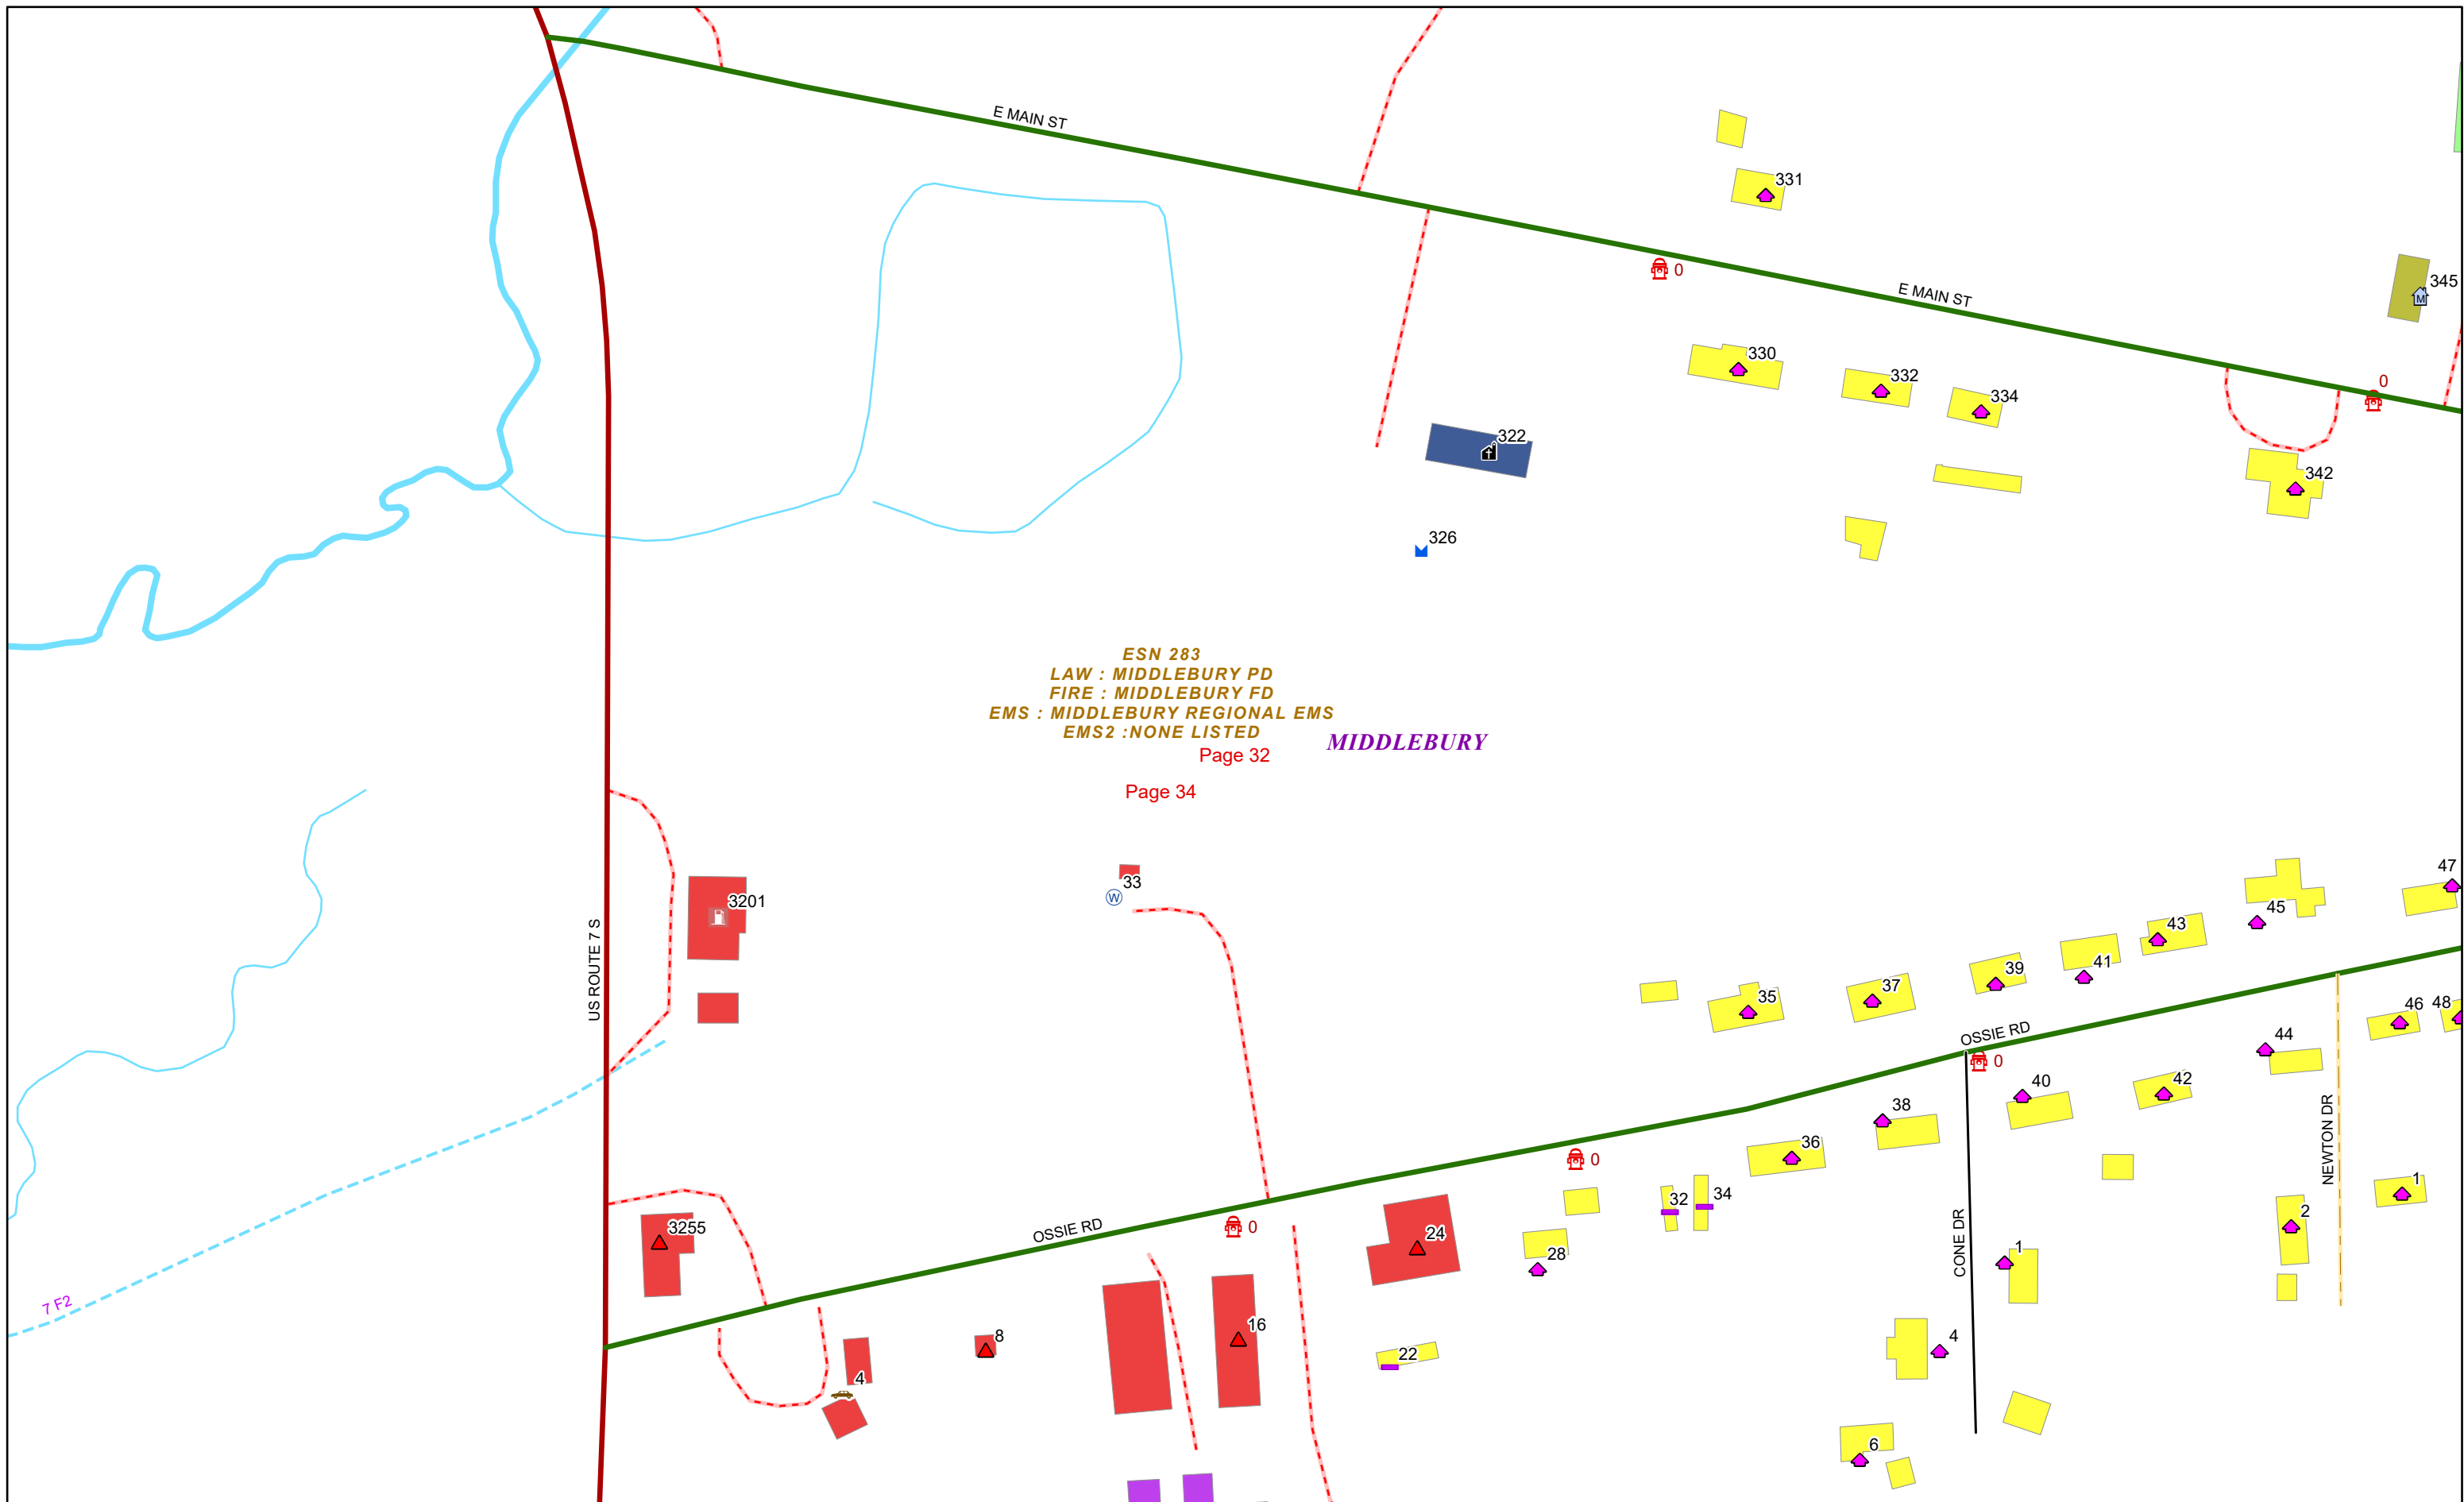 E MAIN ST
331
0
E MAIN ST
345
M
330
332
334
0
322
342
326
ESN 283
LAW : MIDDLEBURY PD
FIRE : MIDDLEBURY FD
EMS : MIDDLEBURY REGIONAL EMS
EMS2 :NONE LISTED
MIDDLEBURY
Page 32
Page 34
33
W
3201
US ROUTE 7 S
47
45
43
41
39
37
35
OSSIE RD
0
46
48
44
42
40
38
36
0
32
34
NEWTON DR
1
2
CONE DR
1
4
6
3255
OSSIE RD
0
24
28
7 F2
8
16
22
4